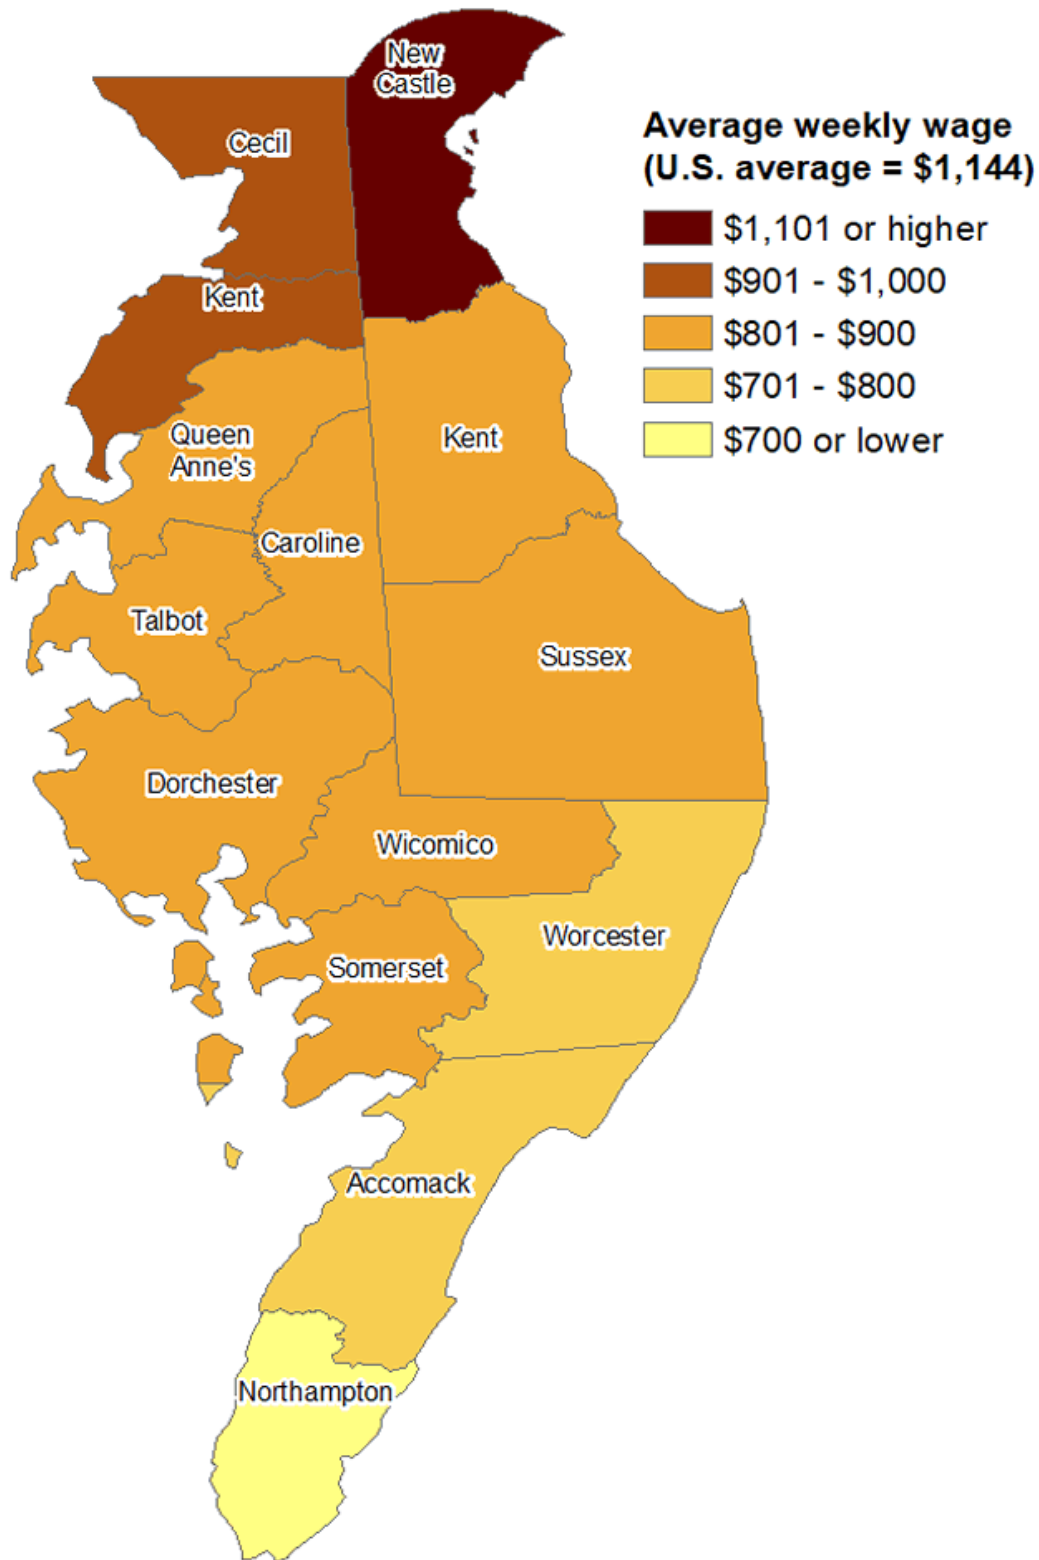 New
Castle
Cecil
Average weekly wage
(U.S. average = $1,144)
$1,101 or higher
$901 - $1,000
$801 - $900
$701 - $800
$700 or lower
Kent
Queen
Anne's
Kent
Caroline
Talbot
Sussex
Dorchester
Wicomico
Worcester
Somerset
Accomack
Northampton